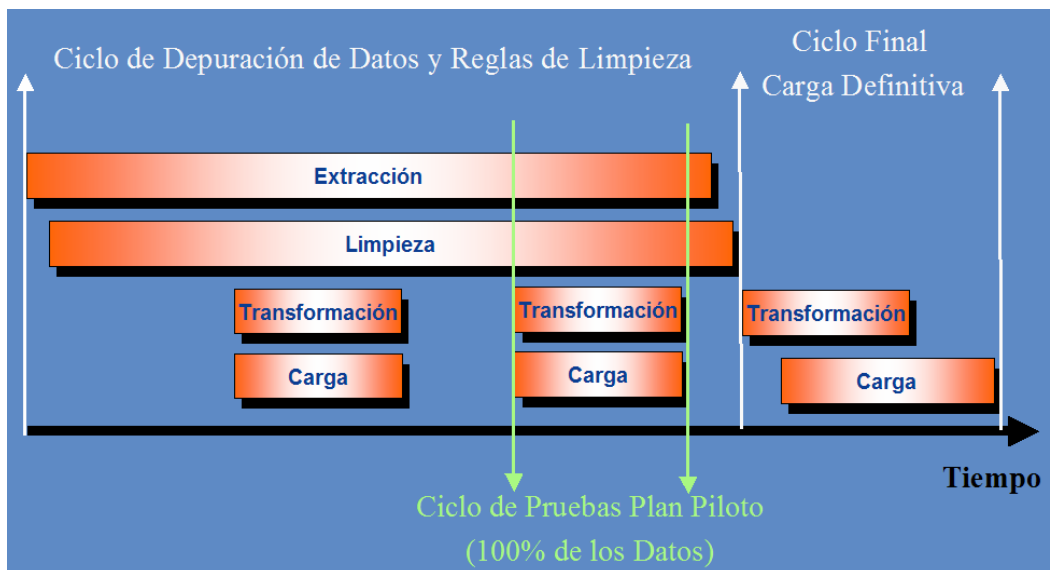 Ciclo de Depuración de Datos y Reglas de Limpieza
Ciclo Final
Carga Definitiva
Extracción
Limpieza
Transformación
Transformación
Transformación
Carga
Carga
Carga
Tiempo
Ciclo de Pruebas Plan Piloto
(100% de los Datos)